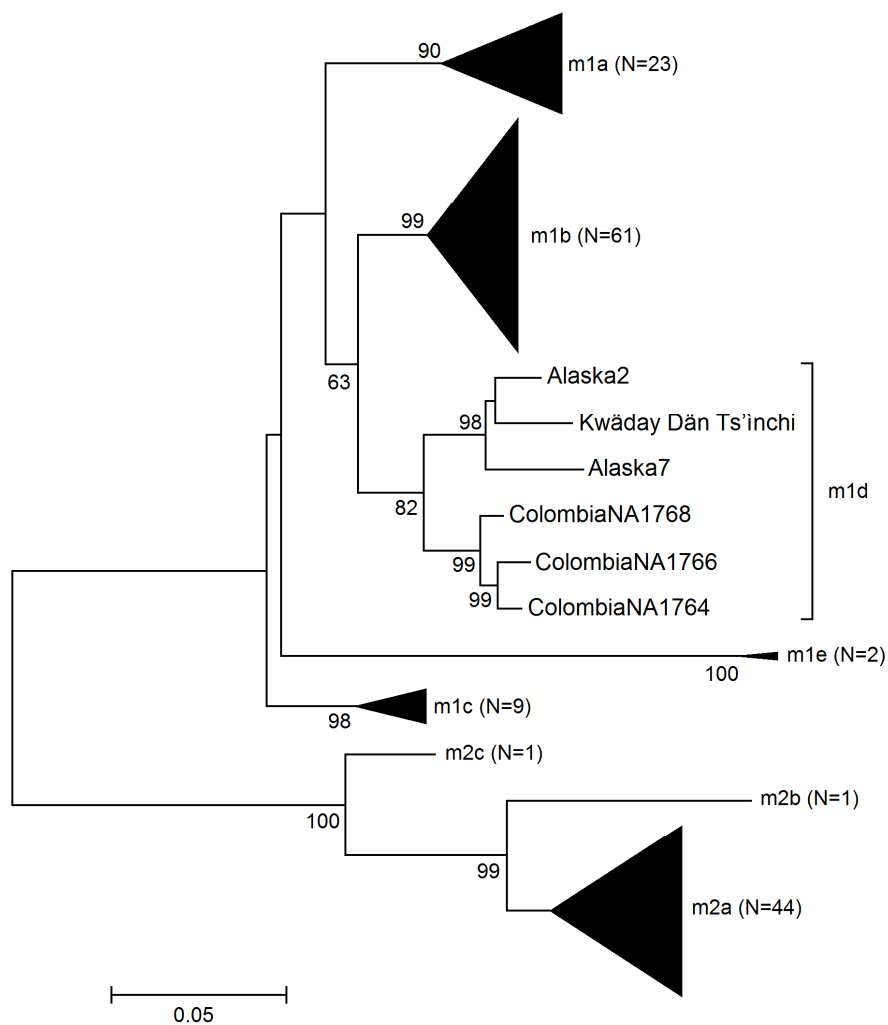 90
m1a (N=23)
99
m1b (N=61)
63
Alaska2
98
Kwäday Dän Ts’ìnchi
Alaska7
m1d
82
ColombiaNA1768
99
ColombiaNA1766
99
ColombiaNA1764
m1e (N=2)
100
m1c (N=9)
98
m2c (N=1)
m2b (N=1)
100
99
m2a (N=44)
0.05